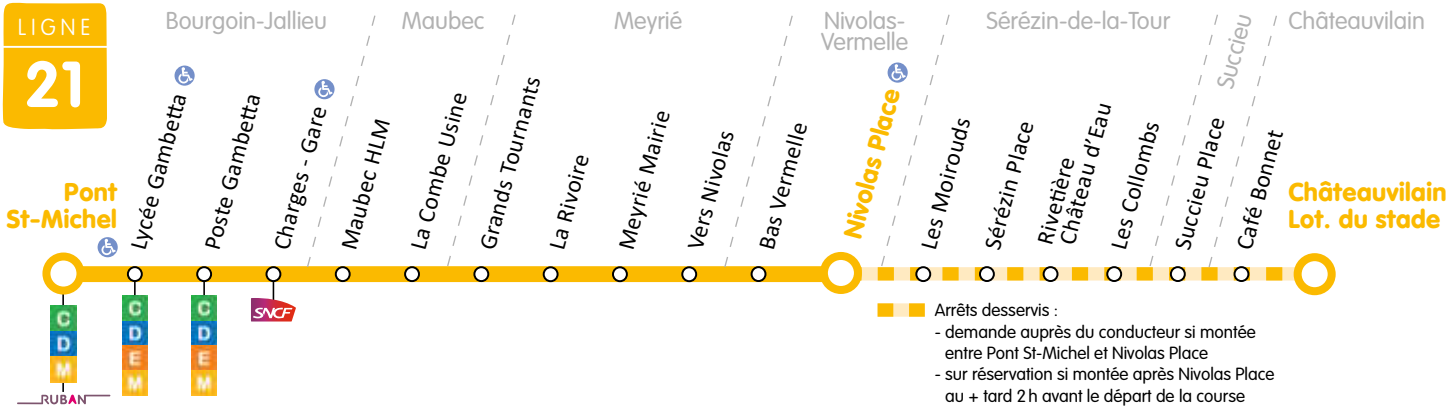 LIGNE
21
Bourgoin-Jallieu
Maubec
Meyrié
Nivolas-
Vermelle
Sérézin-de-la-Tour
Succieu
Châteauvilain
Pont
St-Michel
Lycée Gambetta
Poste Gambetta
Charges - Gare
Maubec HLM
La Combe Usine
Grands Tournants
La Rivoire
Meyrié Mairie
Vers Nivolas
Bas Vermelle
Nivolas Place
Les Moirouds
Sérézin Place
Rivetière
Château d'Eau
Les Collombs
Succieu Place
Café Bonnet
Châteauvilain
Lot. du stade
C
D
M
RUBAN
C
D
E
M
C
D
E
M
SNCF
Arrêts desservis :
- demande auprès du conducteur si montée
entre Pont St-Michel et Nivolas Place
- sur réservation si montée après Nivolas Place
au + tard 2 h avant le départ de la course